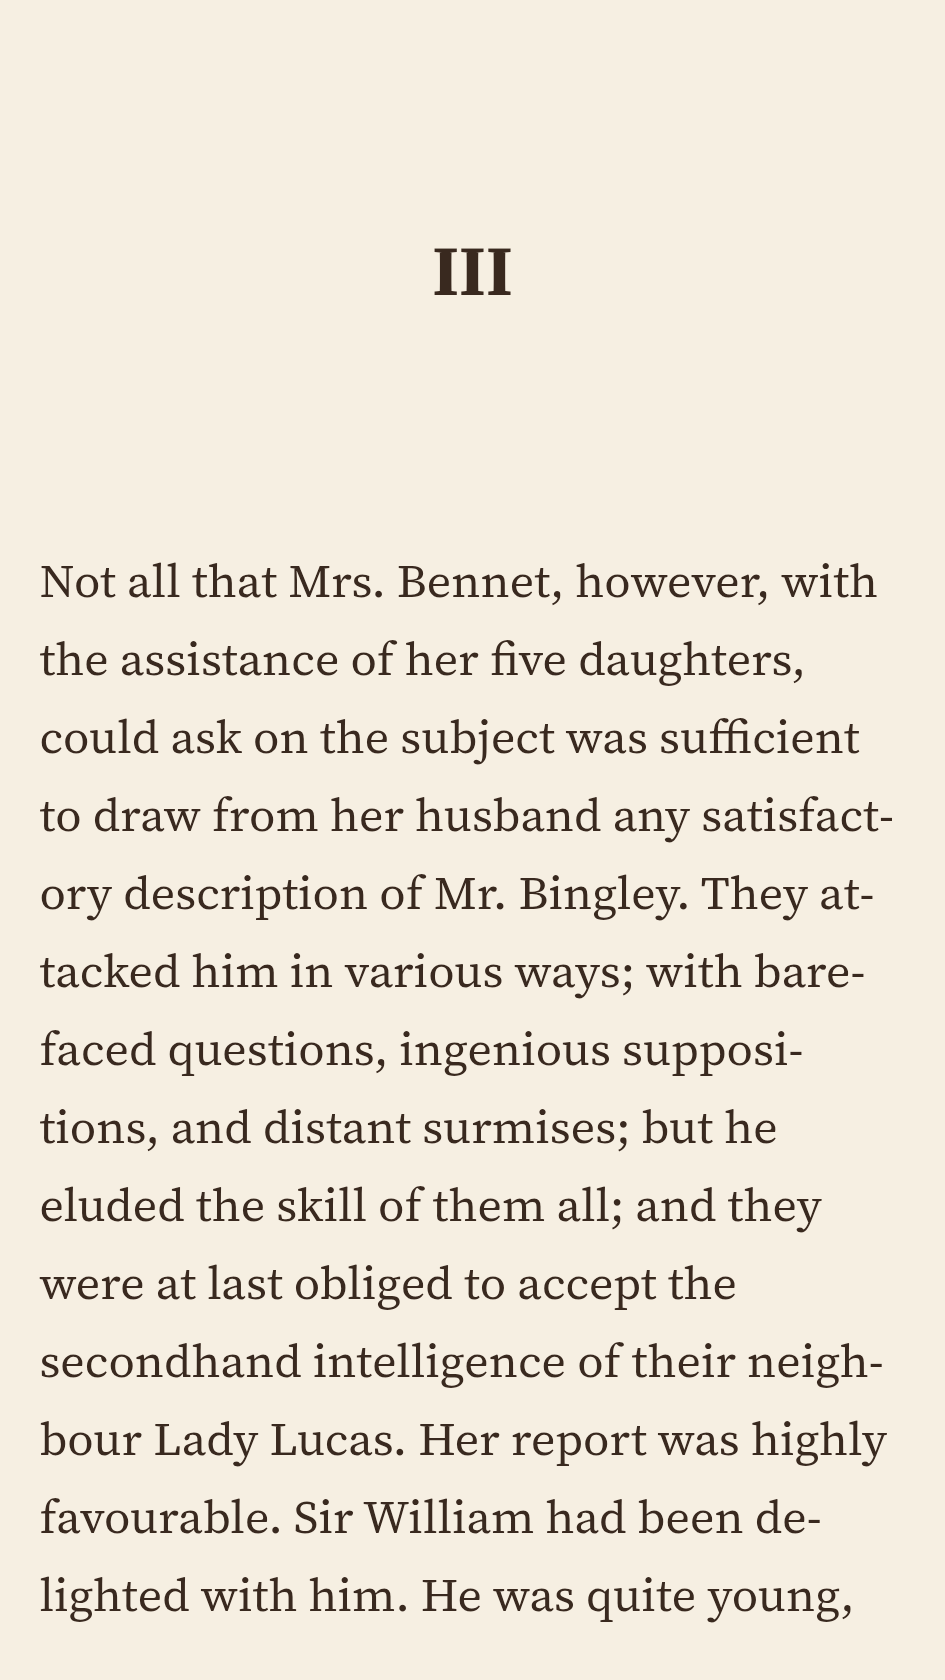 III
Not all that Mrs. Bennet, however, with
the assistance of her five daughters,
could ask on the subject was sufficient
to draw from her husband any satisfact-
ory description of Mr. Bingley. They at-
tacked him in various ways; with bare-
faced questions, ingenious supposi-
tions, and distant surmises; but he
eluded the skill of them all; and they
were at last obliged to accept the
secondhand intelligence of their neigh-
bour Lady Lucas. Her report was highly
favourable. Sir William had been de-
lighted with him. He was quite young,